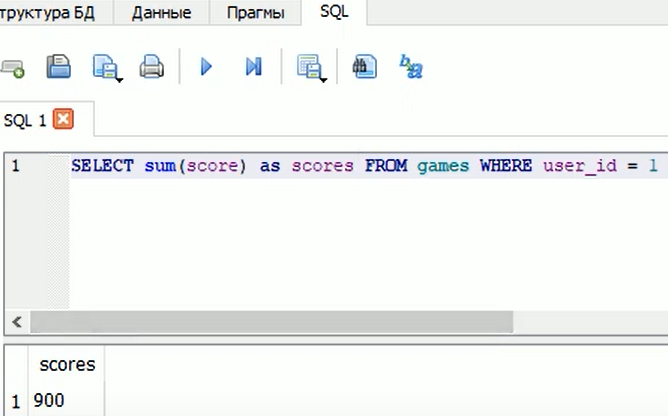 труктура БД Данные Прагмы SQL
SQL 1
1 SELECT sum(score) as scores FROM games WHERE user_id = 1
scores
1 900